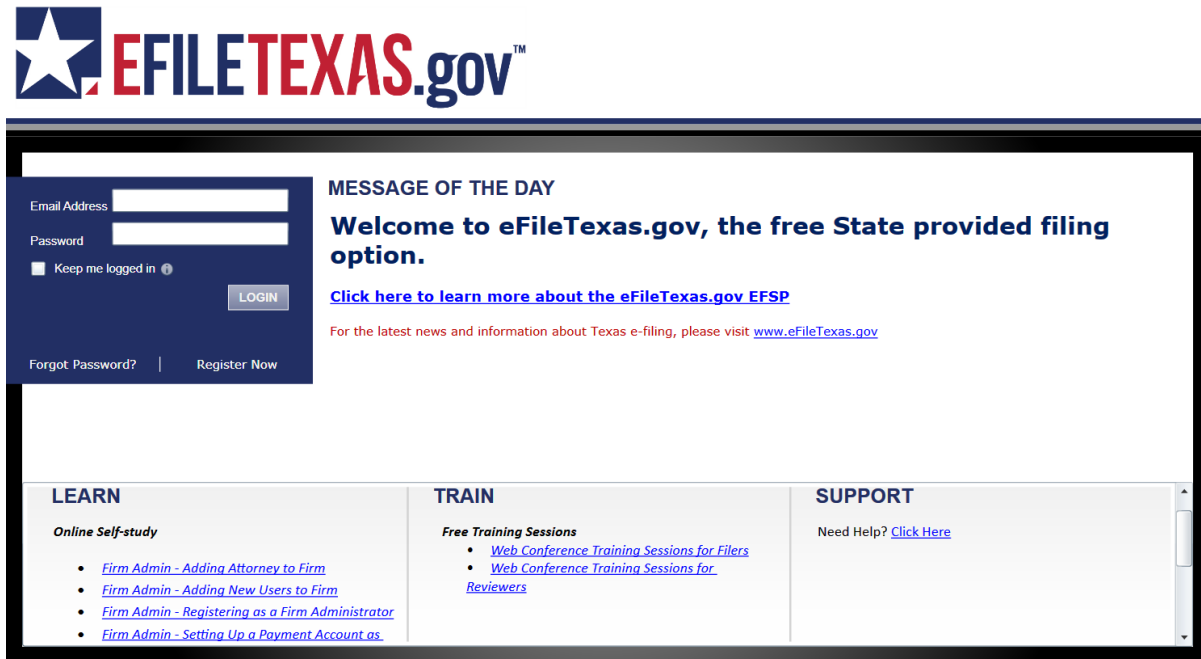 EFILETEXAS.gov™
Email Address
Password
Keep me logged in
LOGIN
Forgot Password? | Register Now
MESSAGE OF THE DAY
Welcome to eFileTexas.gov, the free State provided filing
option.
Click here to learn more about the eFileTexas.gov EFSP
For the latest news and information about Texas e-filing, please visit www.eFileTexas.gov
LEARN
Online Self-study
• Firm Admin - Adding Attorney to Firm
• Firm Admin - Adding New Users to Firm
• Firm Admin - Registering as a Firm Administrator
• Firm Admin - Setting Up a Payment Account as
TRAIN
Free Training Sessions
• Web Conference Training Sessions for Filers
• Web Conference Training Sessions for
Reviewers
SUPPORT
Need Help? Click Here